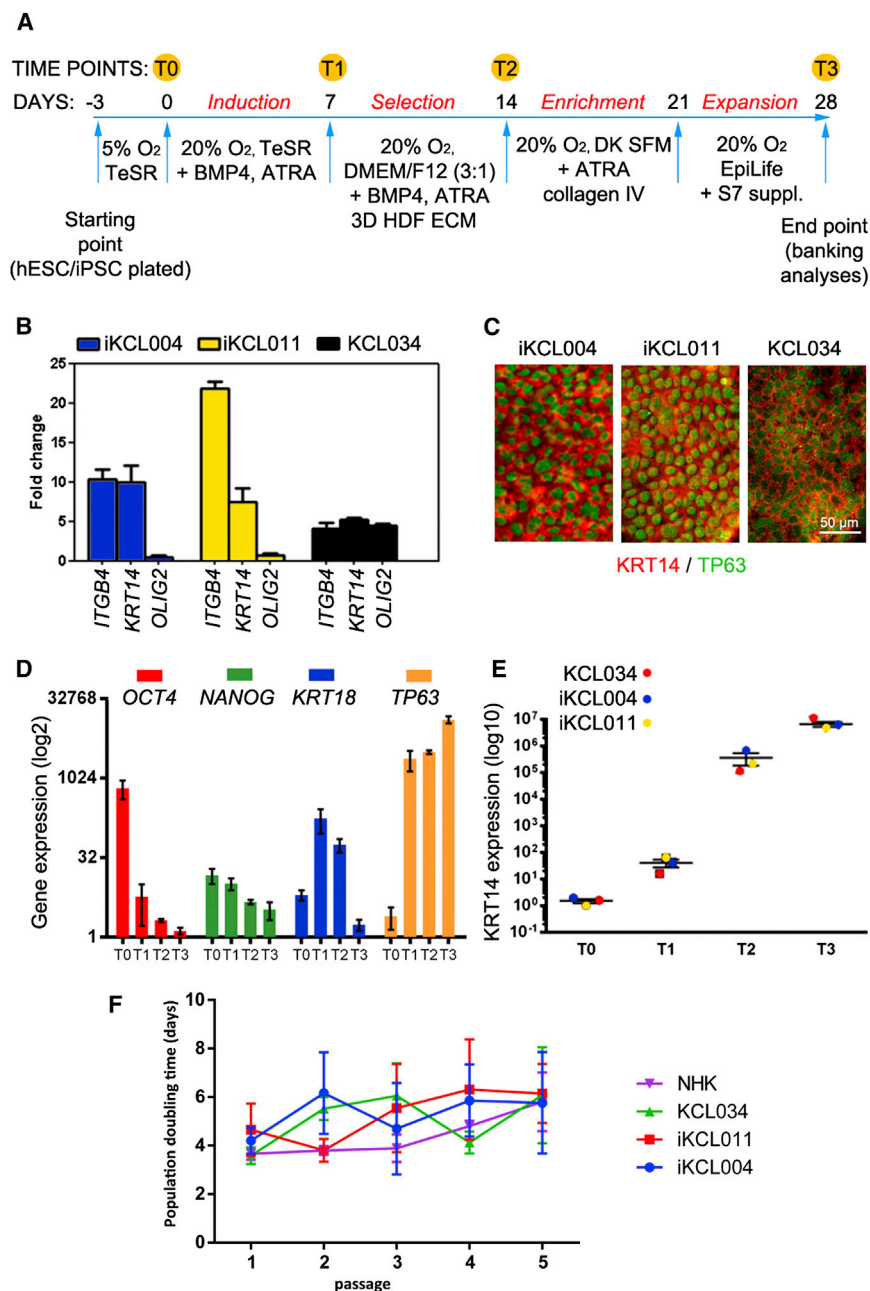 A
TIME POINTS: T0 T1 T2 T3
DAYS: -3 0 Induction 7 Selection 14 Enrichment 21 Expansion 28
5% O2
TeSR
20% O2, TeSR
+ BMP4, ATRA
20% O2,
DMEM/F12 (3:1)
+ BMP4, ATRA
3D HDF ECM
20% O2, DK SFM
+ ATRA
collagen IV
20% O2
EpiLife
+ S7 suppl.
Starting
point
(hESC/iPSC plated)
End point
(banking
analyses)
B
iKCL004 iKCL011 KCL034
Fold change
25
20
15
10
5
0
ITGB4 KRT14 OLIG2 ITGB4 KRT14 OLIG2 ITGB4 KRT14 OLIG2
C
iKCL004 iKCL011 KCL034
50 µm
KRT14 / TP63
D
OCT4 NANOG KRT18 TP63
Gene expression (log2)
32768
1024
32
1
T0 T1 T2 T3 T0 T1 T2 T3 T0 T1 T2 T3 T0 T1 T2 T3
E
KCL034
iKCL004
iKCL011
KRT14 expression (log10)
10^7
10^6
10^5
10^4
10^3
10^2
10^1
10^0
10^-1
T0 T1 T2 T3
F
Population doubling time (days)
10
8
6
4
2
0
1 2 3 4 5
passage
NHK
KCL034
iKCL011
iKCL004